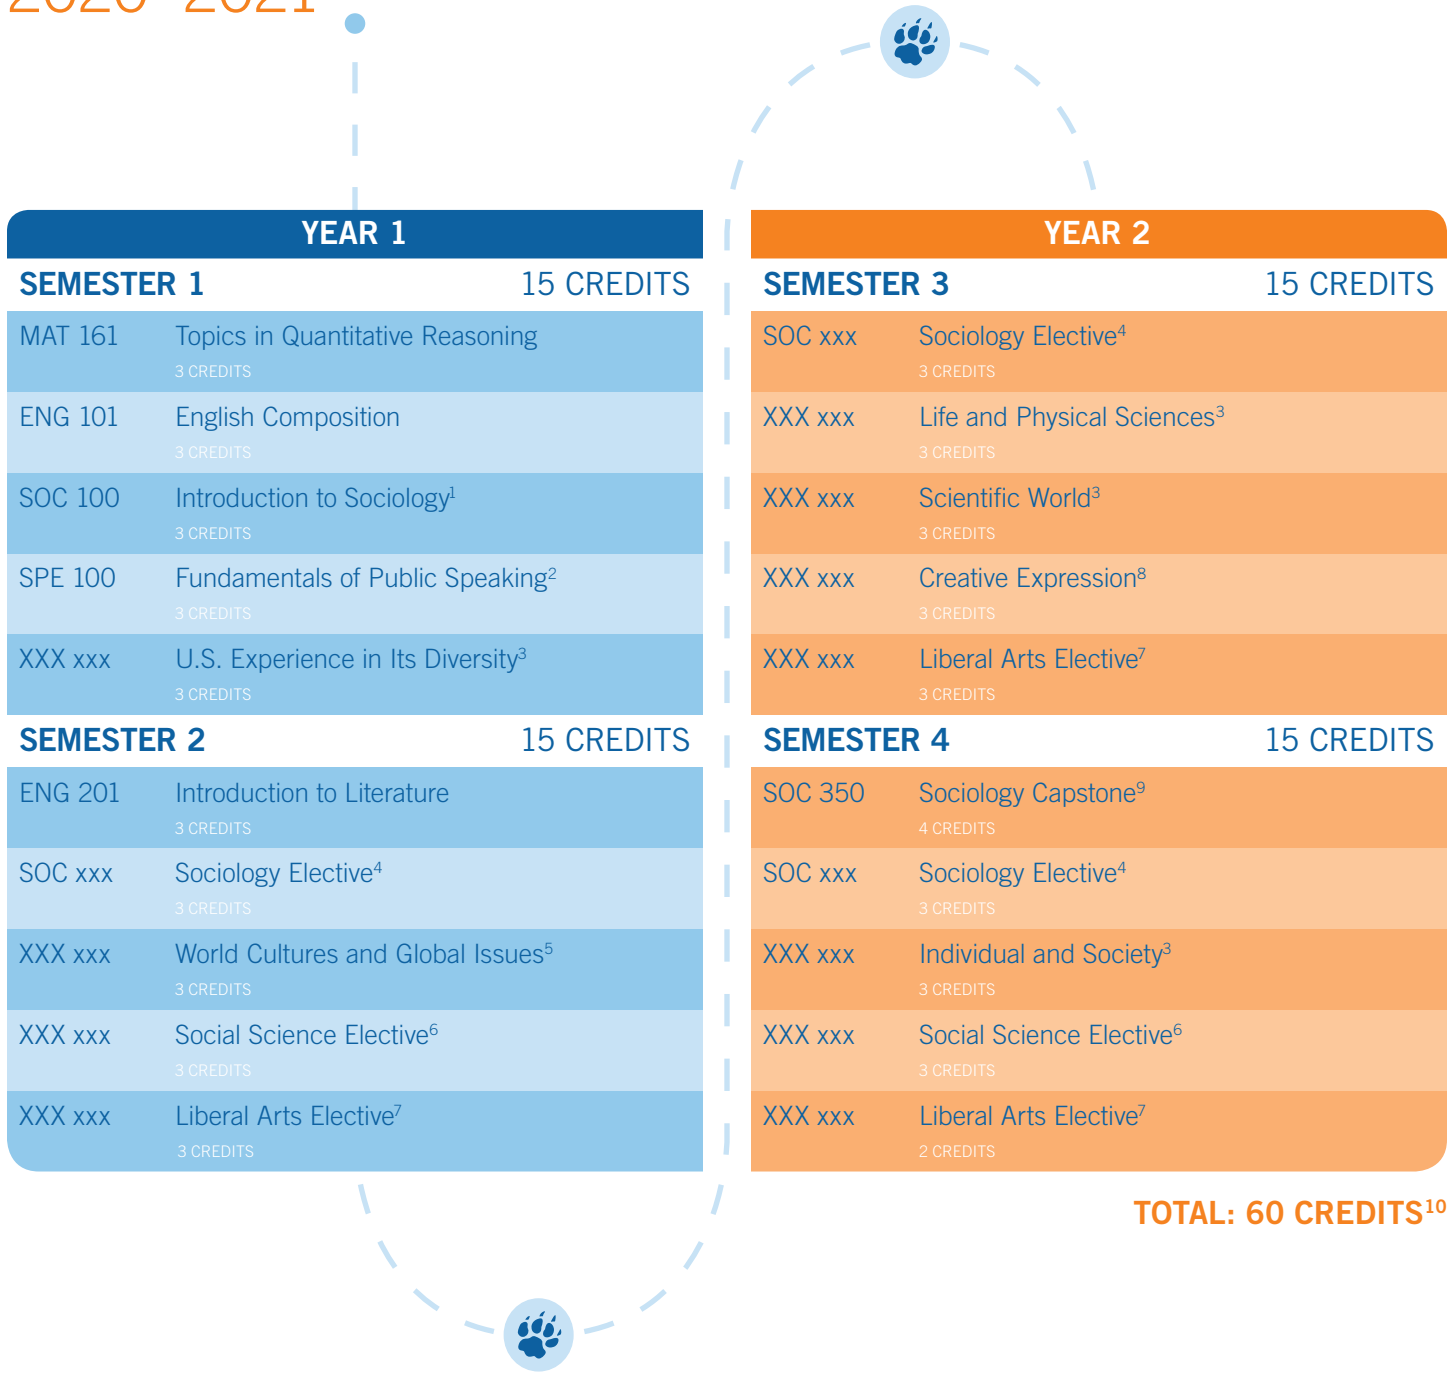 2020–2021
YEAR 1
SEMESTER 1 15 CREDITS
MAT 161 Topics in Quantitative Reasoning
3 CREDITS
ENG 101 English Composition
3 CREDITS
SOC 100 Introduction to Sociology¹
3 CREDITS
SPE 100 Fundamentals of Public Speaking²
3 CREDITS
XXX xxx U.S. Experience in Its Diversity³
3 CREDITS
SEMESTER 2 15 CREDITS
ENG 201 Introduction to Literature
3 CREDITS
SOC xxx Sociology Elective⁴
3 CREDITS
XXX xxx World Cultures and Global Issues⁵
3 CREDITS
XXX xxx Social Science Elective⁶
3 CREDITS
XXX xxx Liberal Arts Elective⁷
3 CREDITS
YEAR 2
SEMESTER 3 15 CREDITS
SOC xxx Sociology Elective⁴
3 CREDITS
XXX xxx Life and Physical Sciences³
3 CREDITS
XXX xxx Scientific World³
3 CREDITS
XXX xxx Creative Expression⁸
3 CREDITS
XXX xxx Liberal Arts Elective⁷
3 CREDITS
SEMESTER 4 15 CREDITS
SOC 350 Sociology Capstone⁹
4 CREDITS
SOC xxx Sociology Elective⁴
3 CREDITS
XXX xxx Individual and Society³
3 CREDITS
XXX xxx Social Science Elective⁶
3 CREDITS
XXX xxx Liberal Arts Elective⁷
2 CREDITS
TOTAL: 60 CREDITS¹⁰